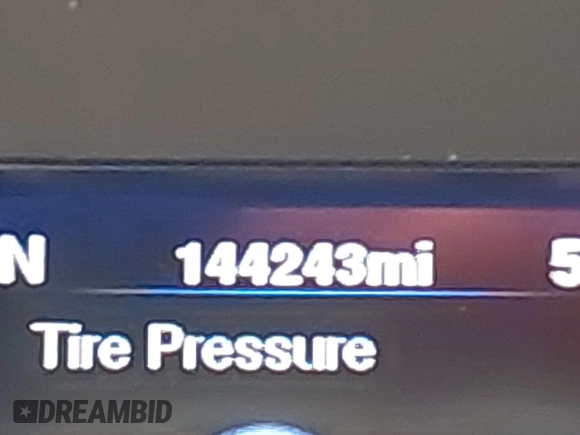 N 144243mi 5
Tire Pressure
DREAMBID